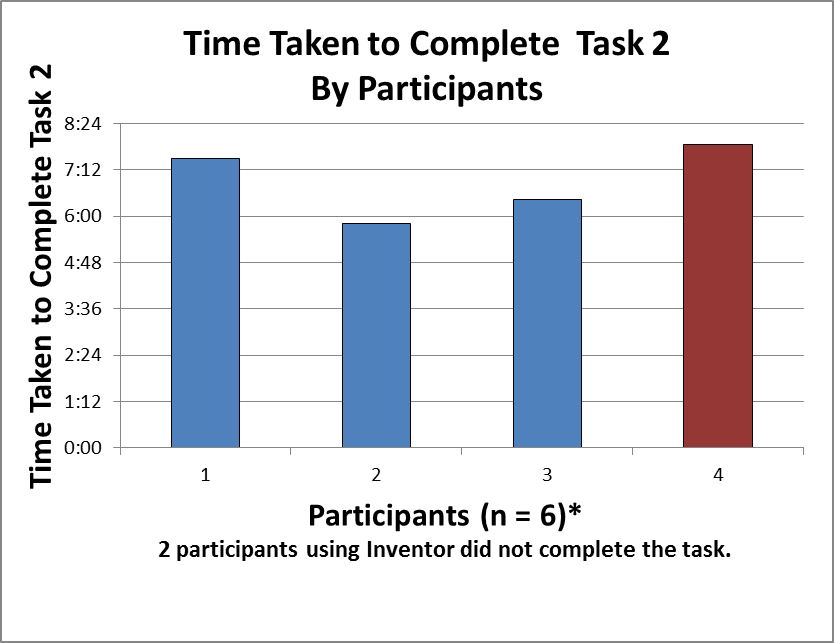 Time Taken to Complete  Task 2
By Participants
Time Taken to Complete Task 2
8:24
7:12
6:00
4:48
3:36
2:24
1:12
0:00
1 2 3 4
Participants (n = 6)*
2 participants using Inventor did not complete the task.